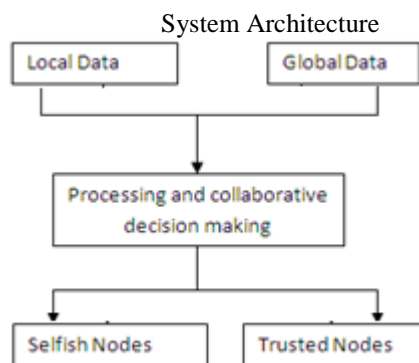 System Architecture
Local Data
Global Data
Processing and collaborative
decision making
Selfish Nodes
Trusted Nodes